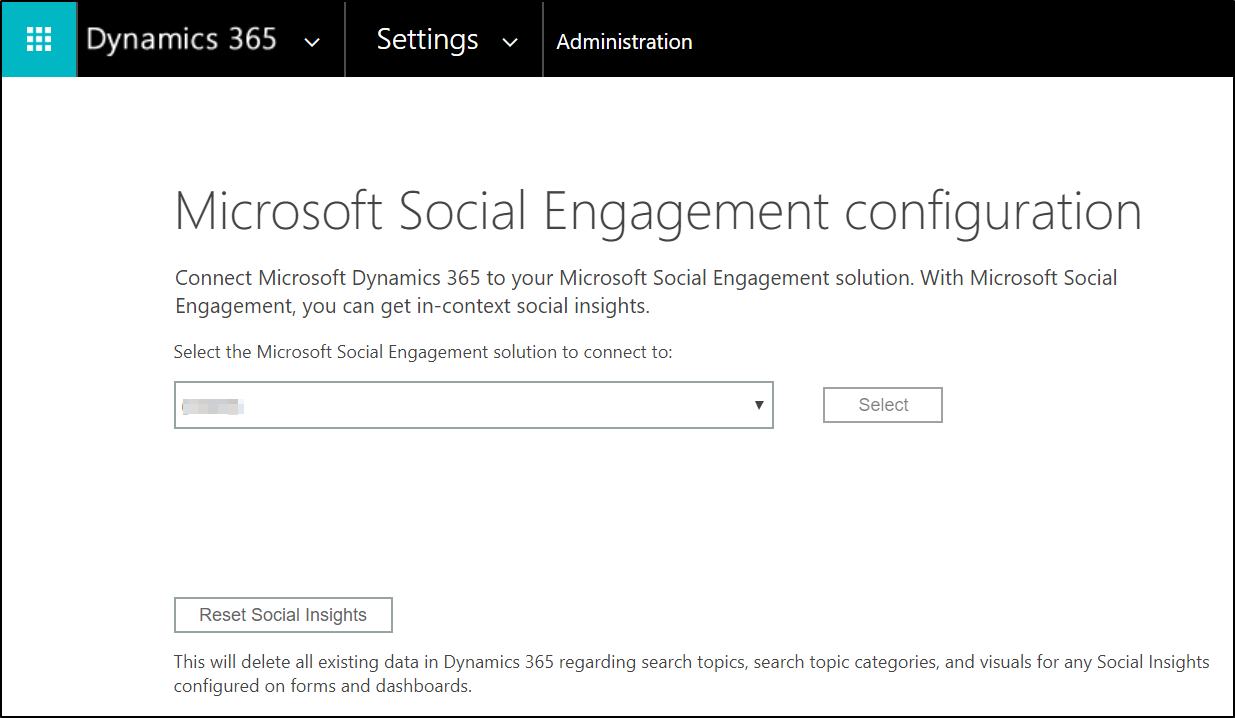 Dynamics 365 Settings Administration
Microsoft Social Engagement configuration
Connect Microsoft Dynamics 365 to your Microsoft Social Engagement solution. With Microsoft Social
Engagement, you can get in-context social insights.
Select the Microsoft Social Engagement solution to connect to:
Select
Reset Social Insights
This will delete all existing data in Dynamics 365 regarding search topics, search topic categories, and visuals for any Social Insights
configured on forms and dashboards.